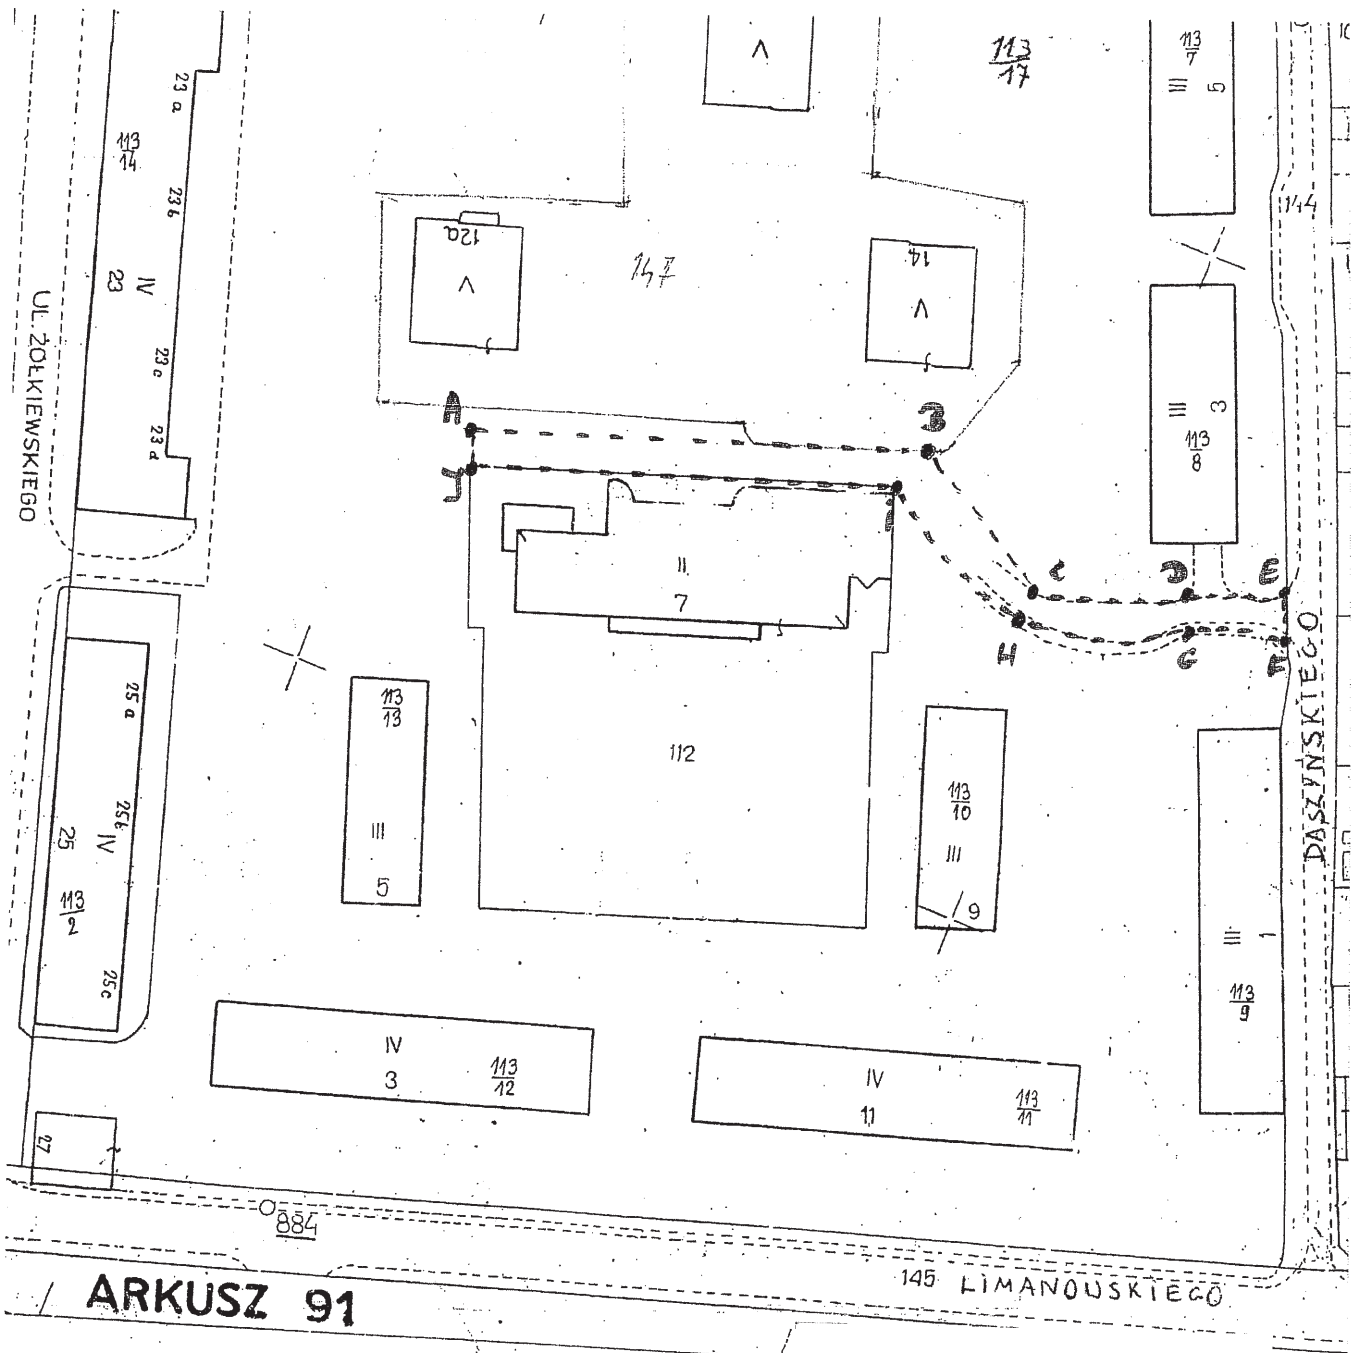 113
17
113
7
III
5
V
23 a
113
14
23 b
IV
23
23 c
23 d
UL. ŻÓŁKIEWSKIEGO
12a
V
147
14
V
144
III
3
113
8
A
B
J
I
C
D
E
H
G
F
II
7
DASZYŃSKIEGO
112
113
13
III
5
113
10
III
9
25 a
25 b
IV
25
113
2
25 c
III
1
113
9
IV
3
113
12
IV
11
113
11
27
884
145 LIMANOWSKIEGO
ARKUSZ 91